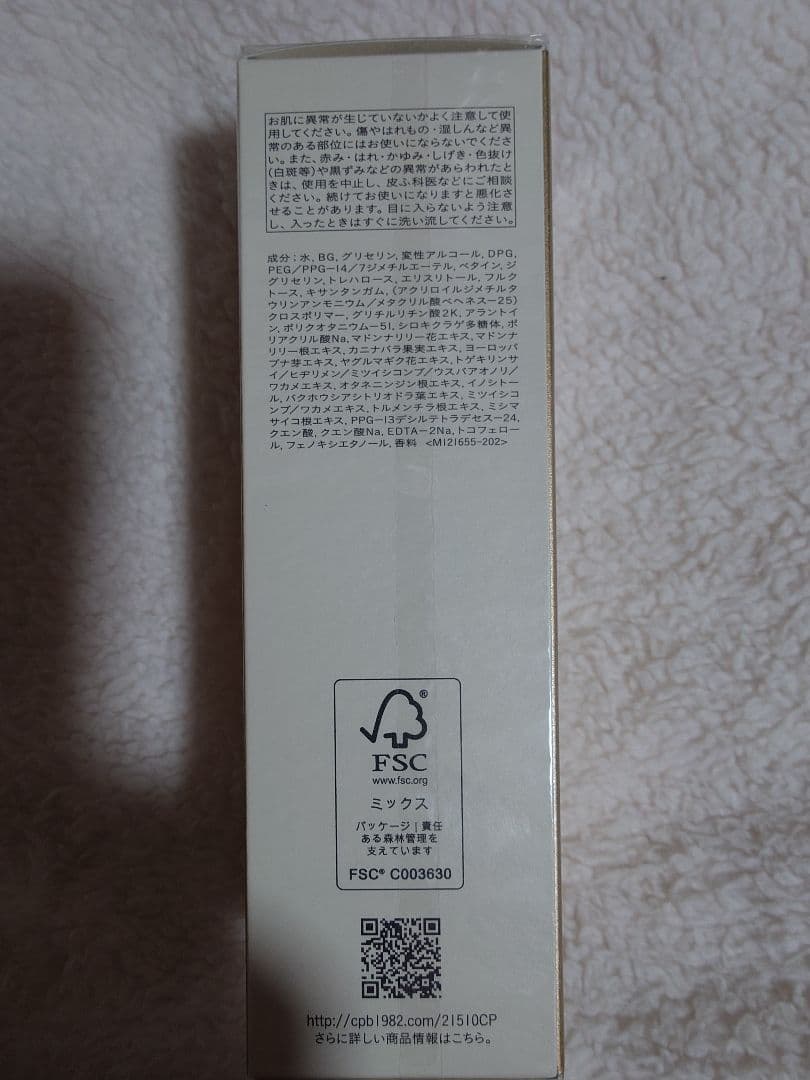 お肌に異常が生じていないかよく注意して使
用してください。傷やはれもの・湿しんなど異
常のある部位にはお使いにならないでくださ
い。また、赤み・はれ・かゆみ・しげき・色抜け
(白斑等)や黒ずみなどの異常があらわれたと
きは、使用を中止し、皮ふ科医などにご相談
ください。続けてお使いになりますと悪化さ
せることがあります。目に入らないよう注意
し、入ったときはすぐに洗い流してください。
成分:水, BG, グリセリン, 変性アルコール, DPG,
PEG/PPG-14/7ジメチルエーテル, ベタイン, ジ
グリセリン, トレハロース, エリスリトール, フルク
トース, キサンタンガム, (アクリロイルジメチルタ
ウリンアンモニウム/メタクリル酸ベヘネス-25)
クロスポリマー, グリチルリチン酸2K, アラントイ
ン, ポリクオタニウム-51, シロキクラゲ多糖体, ポ
リアクリル酸Na, マドンナリリー花エキス, マドンナ
リリー根エキス, カニナバラ果実エキス, ヨーロッパ
ブナ芽エキス, ヤグルマギク花エキス, トゲキリンサ
イ/ヒヂリメン/ミツイシコンブ/ウスバアオノリ/
ワカメエキス, オタネニンジン根エキス, イノシトー
ル, バクホウシアシトリオドラ葉エキス, ミツイシコ
ンブ/ワカメエキス, トルメンチラ根エキス, ミシマ
サイコ根エキス, PPG-13デシルテトラデセス-24,
クエン酸, クエン酸Na, EDTA-2Na, トコフェロー
ル, フェノキシエタノール, 香料 <M121655-202>
®
FSC
www.fsc.org
ミックス
パッケージ|責任
ある森林管理を
支えています
FSC® C003630
http://cpb1982.com/21510CP
さらに詳しい商品情報はこちら。